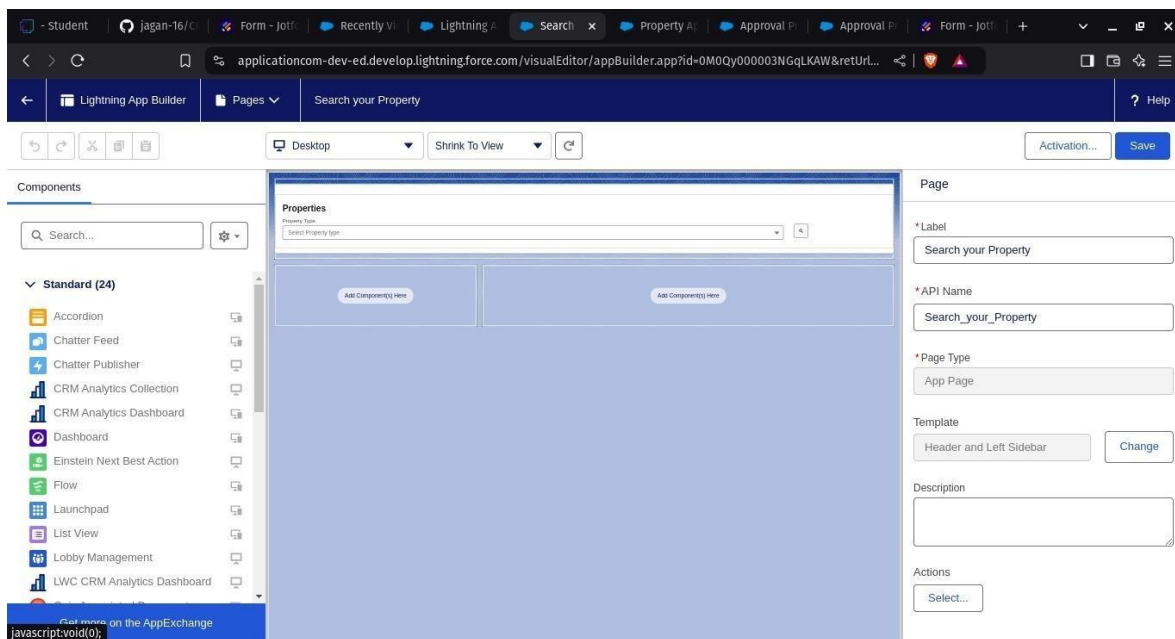 - Student
jagan-16/C
Form - Jotfo
Recently Vi
Lightning A
Search
Property A
Approval P
Approval P
Form - Jotf
applicationcom-dev-ed.develop.lightning.force.com/visualEditor/appBuilder.app?id=0M0Qy000003NGqLKAW&retUrl...
Lightning App Builder
Pages
Search your Property
? Help
Desktop
Shrink To View
Activation...
Save
Components
Search...
Standard (24)
Accordion
Chatter Feed
Chatter Publisher
CRM Analytics Collection
CRM Analytics Dashboard
Dashboard
Einstein Next Best Action
Flow
Launchpad
List View
Lobby Management
LWC CRM Analytics Dashboard
Get more on the AppExchange
javascript:void(0);
Properties
Property Type
Select Property type
Add Component(s) Here
Add Component(s) Here
Page
*Label
Search your Property
*API Name
Search_your_Property
*Page Type
App Page
Template
Header and Left Sidebar
Change
Description
Actions
Select...